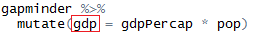 gapminder %>%
mutate(gdp = gdpPercap * pop)